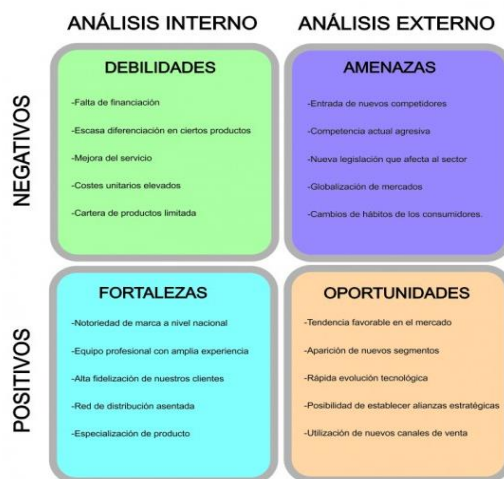 ANÁLISIS INTERNO
ANÁLISIS EXTERNO
NEGATIVOS
DEBILIDADES
-Falta de financiación
-Escasa diferenciación en ciertos productos
-Mejora del servicio
-Costes unitarios elevados
-Cartera de productos limitada
AMENAZAS
-Entrada de nuevos competidores
-Competencia actual agresiva
-Nueva legislación que afecta al sector
-Globalización de mercados
-Cambios de hábitos de los consumidores.
POSITIVOS
FORTALEZAS
-Notoriedad de marca a nivel nacional
-Equipo profesional con amplia experiencia
-Alta fidelización de nuestros clientes
-Red de distribución asentada
-Especialización de producto
OPORTUNIDADES
-Tendencia favorable en el mercado
-Aparición de nuevos segmentos
-Rápida evolución tecnológica
-Posibilidad de establecer alianzas estratégicas
-Utilización de nuevos canales de venta